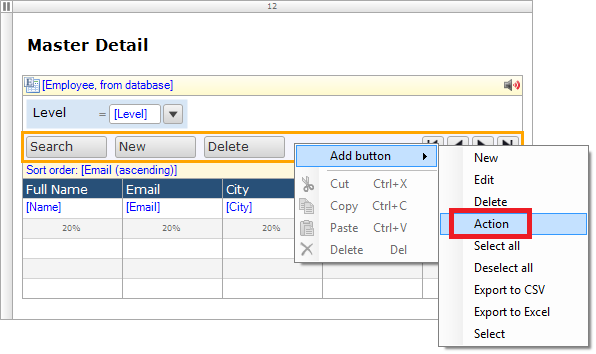 12
Master Detail
[Employee, from database]
Level = [Level]
Search New Delete
Sort order: [Email (ascending)]
Full Name Email City
[Name] [Email] [City]
20% 20% 20%
Add button
Cut Ctrl+X
Copy Ctrl+C
Paste Ctrl+V
Delete Del
New
Edit
Delete
Action
Select all
Deselect all
Export to CSV
Export to Excel
Select